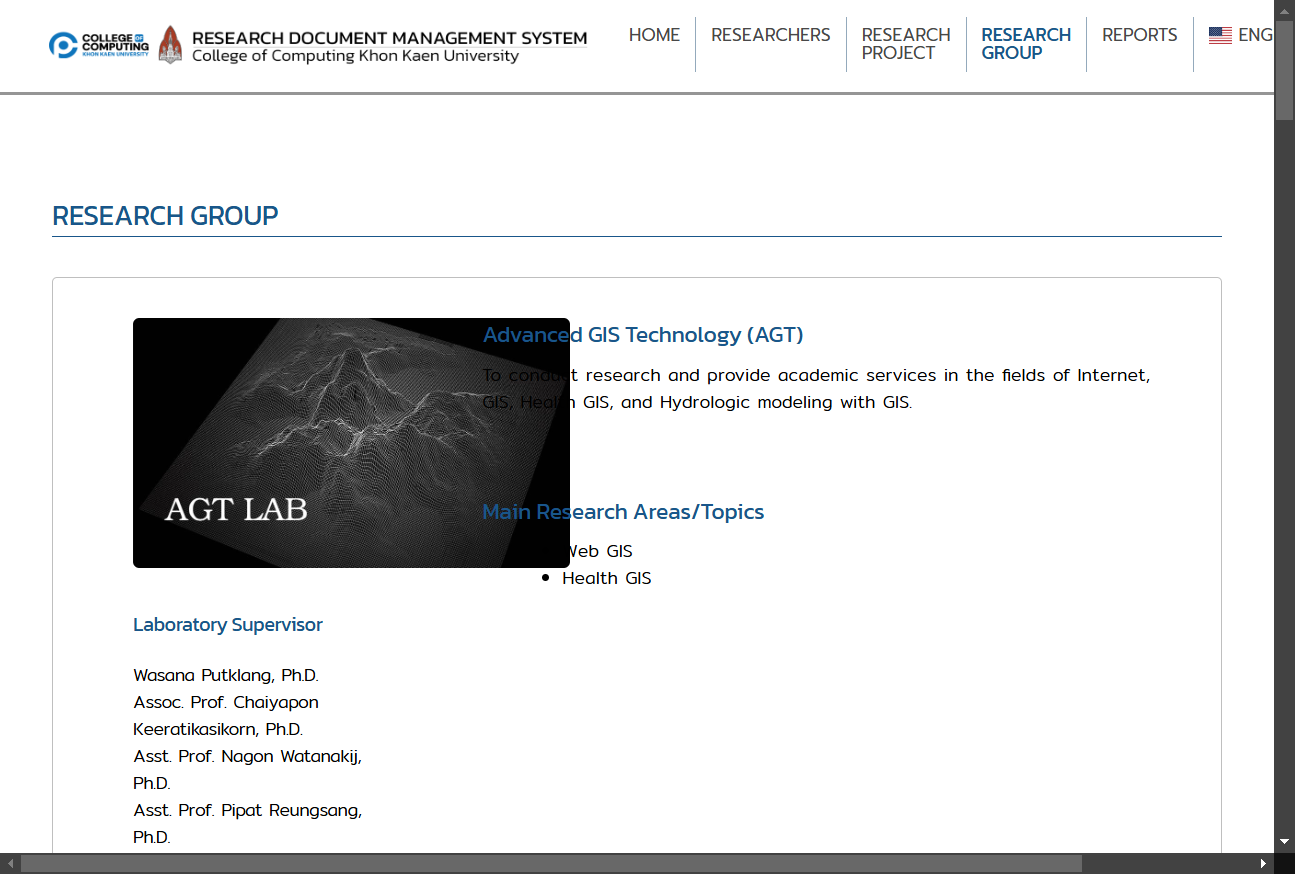 COLLEGE OF
COMPUTING
KHON KAEN UNIVERSITY
RESEARCH DOCUMENT MANAGEMENT SYSTEM
College of Computing Khon Kaen University
HOME
RESEARCHERS
RESEARCH
PROJECT
RESEARCH
GROUP
REPORTS
ENG
RESEARCH GROUP
AGT LAB
Advanced GIS Technology (AGT)
To conduct research and provide academic services in the fields of Internet,
GIS, Health GIS, and Hydrologic modeling with GIS.
Main Research Areas/Topics
Web GIS
• Health GIS
Laboratory Supervisor
Wasana Putklang, Ph.D.
Assoc. Prof. Chaiyapon
Keeratikasikorn, Ph.D.
Asst. Prof. Nagon Watanakij,
Ph.D.
Asst. Prof. Pipat Reungsang,
Ph.D.